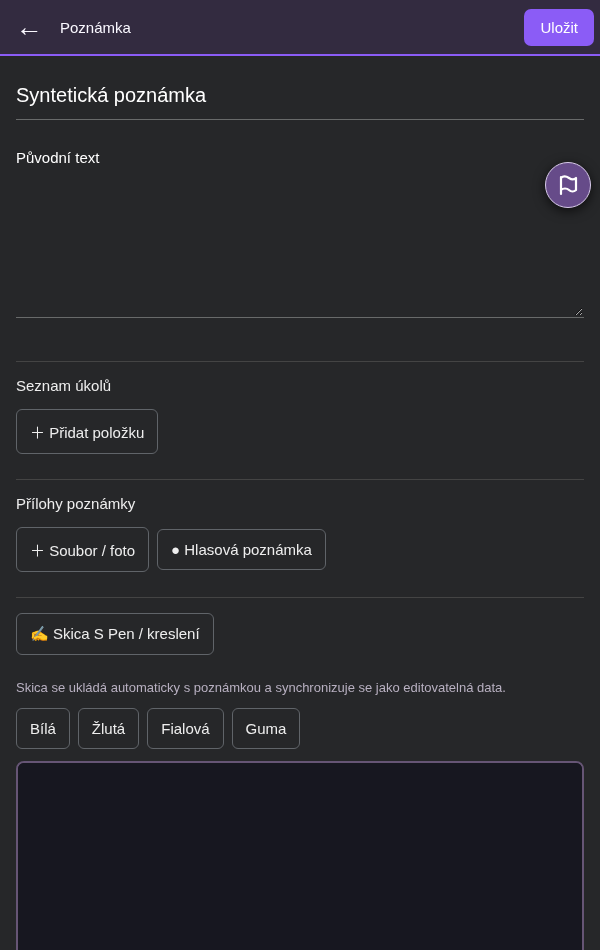 ← Poznámka
Uložit
Syntetická poznámka
Původní text
Seznam úkolů
+ Přidat položku
Přílohy poznámky
+ Soubor / foto
● Hlasová poznámka
✍ Skica S Pen / kreslení
Skica se ukládá automaticky s poznámkou a synchronizuje se jako editovatelná data.
Bílá
Žlutá
Fialová
Guma